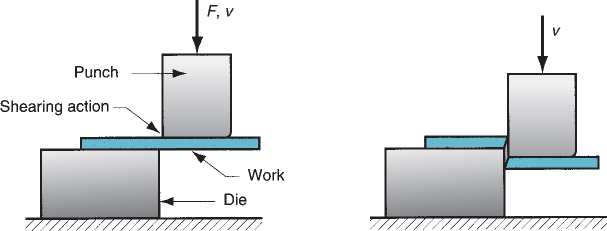 F, v
v
Punch
Shearing action
Work
Die